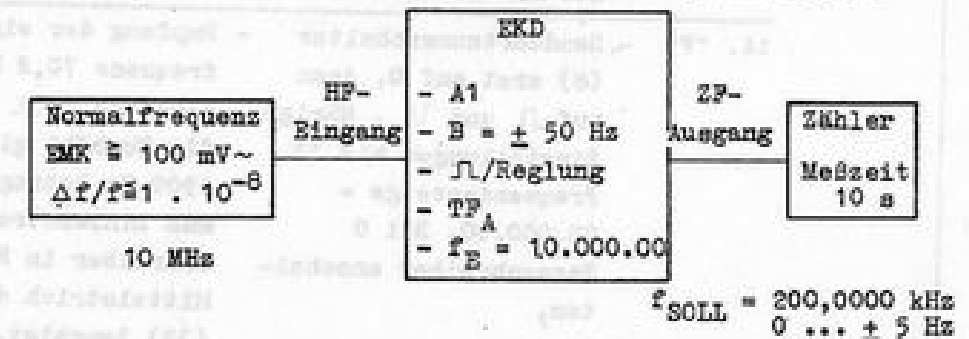 EKD
HF-
Eingang
ZF-
Ausgang
Normalfrequenz
EMK ≧ 100 mV~
Δf/f≦1 . 10⁻⁸
10 MHz
- A1
- B = ± 50 Hz
- ⎍/Reglung
- TF_A
- f_E = 10.000.00
Zähler
Meßzeit
10 s
f_SOLL = 200,0000 kHz
0 ... ± 5 Hz